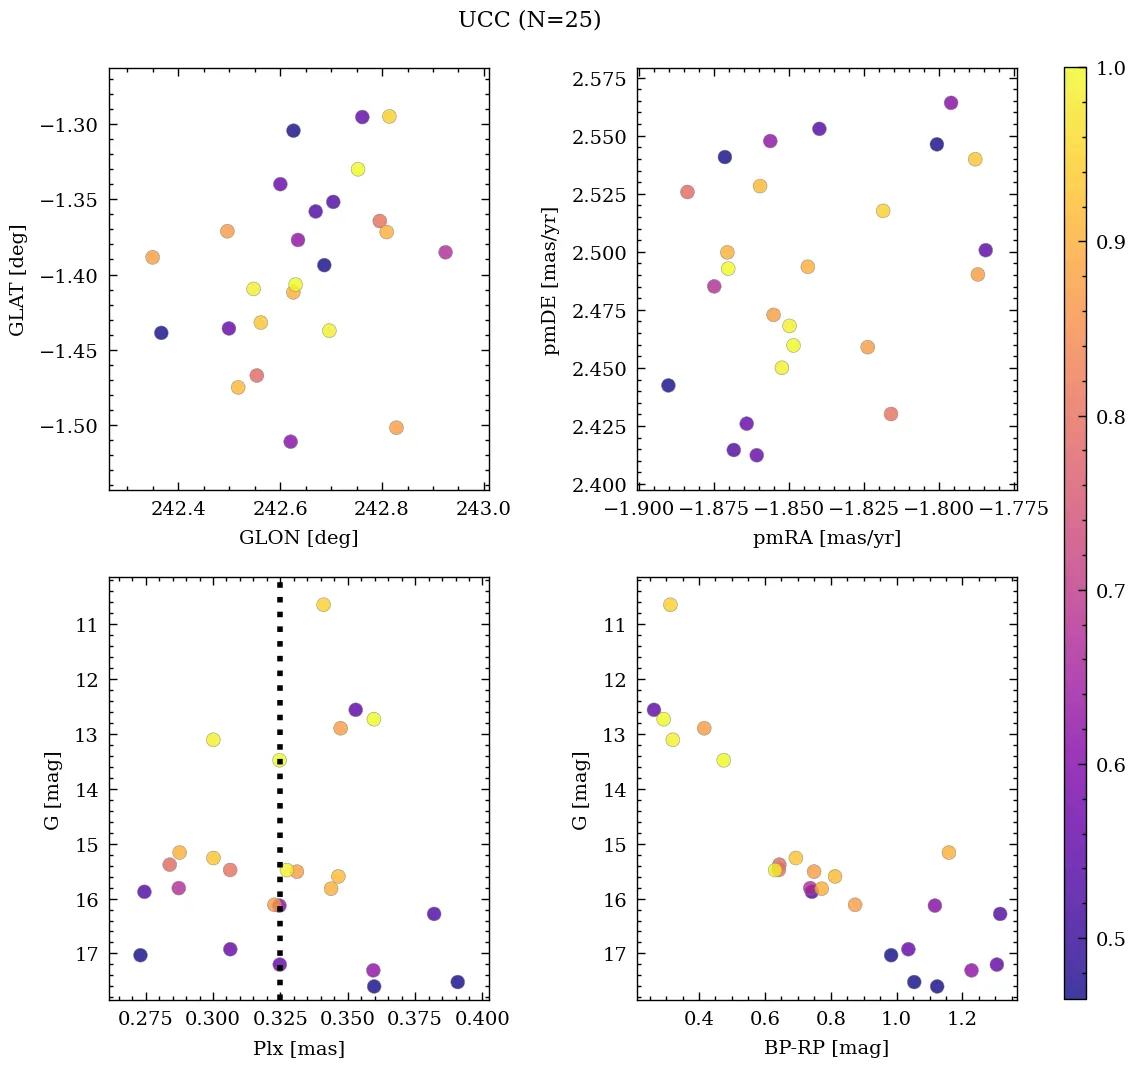 UCC (N=25)
−1.30
−1.35
−1.40
−1.45
−1.50
GLAT [deg]
242.4 242.6 242.8 243.0
GLON [deg]
2.575
2.550
2.525
2.500
2.475
2.450
2.425
2.400
pmDE [mas/yr]
−1.900 −1.875 −1.850 −1.825 −1.800 −1.775
pmRA [mas/yr]
11
12
13
14
15
16
17
G [mag]
0.275 0.300 0.325 0.350 0.375 0.400
Plx [mas]
11
12
13
14
15
16
17
G [mag]
0.4 0.6 0.8 1.0 1.2
BP-RP [mag]
1.0
0.9
0.8
0.7
0.6
0.5